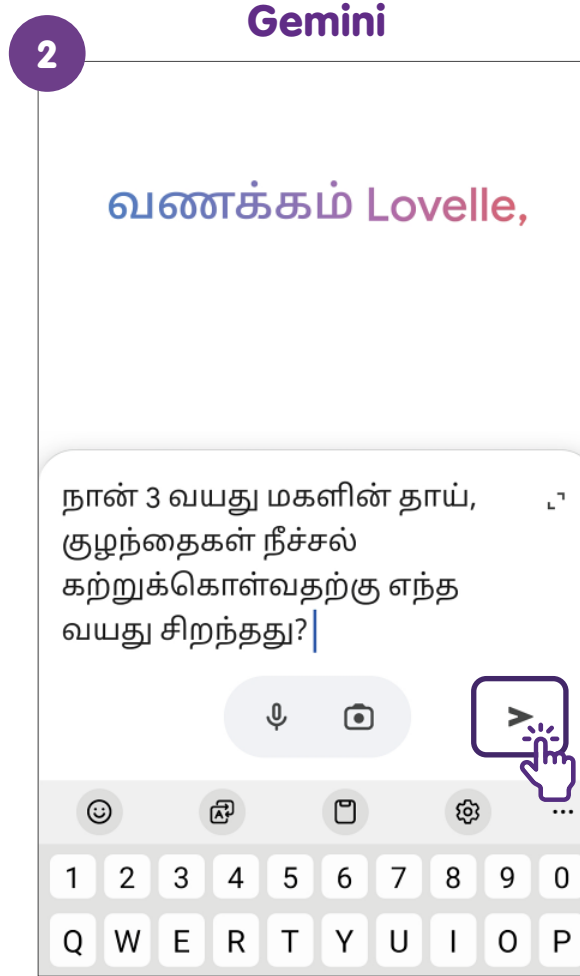 Gemini
2
வணக்கம் Lovelle,
நான் 3 வயது மகளின் தாய்,
குழந்தைகள் நீச்சல்
கற்றுக்கொள்வதற்கு எந்த
வயது சிறந்தது?
1 2 3 4 5 6 7 8 9 0
Q W E R T Y U I O P